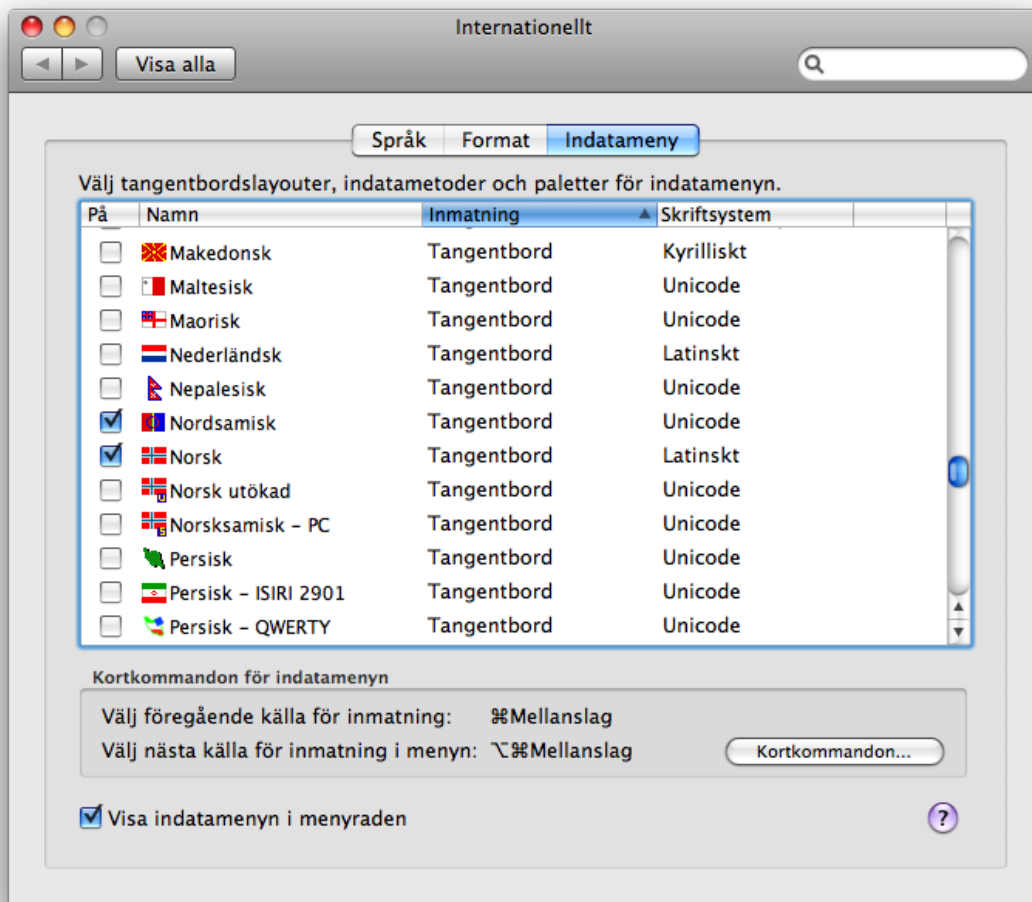 Internationellt
Visa alla
Språk Format Indatameny
Välj tangentbordslayouter, indatametoder och paletter för indatamenyn.
På Namn Inmatning Skriftsystem
Makedonsk Tangentbord Kyrilliskt
Maltesisk Tangentbord Unicode
Maorisk Tangentbord Unicode
Nederländsk Tangentbord Latinskt
Nepalesisk Tangentbord Unicode
Nordsamisk Tangentbord Unicode
Norsk Tangentbord Latinskt
Norsk utökad Tangentbord Unicode
Norsksamisk – PC Tangentbord Unicode
Persisk Tangentbord Unicode
Persisk – ISIRI 2901 Tangentbord Unicode
Persisk – QWERTY Tangentbord Unicode
Kortkommandon för indatamenyn
Välj föregående källa för inmatning: ⌘Mellanslag
Välj nästa källa för inmatning i menyn: ⌥⌘Mellanslag
Kortkommandon...
Visa indatamenyn i menyraden ?